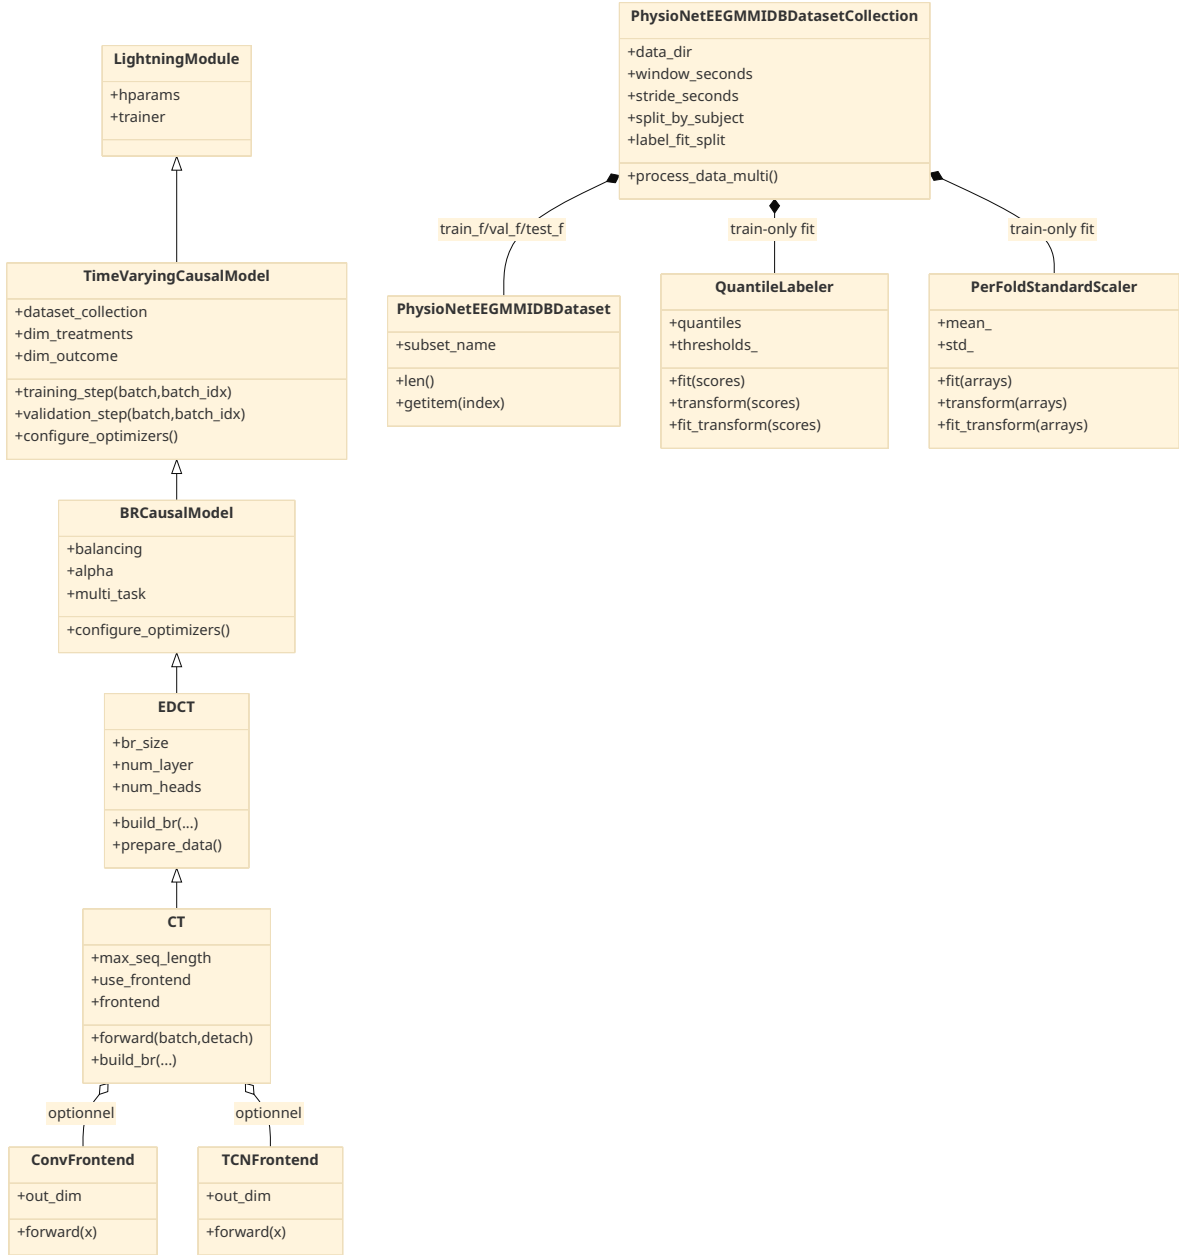 LightningModule
+hparams
+trainer
TimeVaryingCausalModel
+dataset_collection
+dim_treatments
+dim_outcome
+training_step(batch,batch_idx)
+validation_step(batch,batch_idx)
+configure_optimizers()
BRCausalModel
+balancing
+alpha
+multi_task
+configure_optimizers()
EDCT
+br_size
+num_layer
+num_heads
+build_br(...)
+prepare_data()
CT
+max_seq_length
+use_frontend
+frontend
+forward(batch,detach)
+build_br(...)
optionnel
optionnel
ConvFrontend
+out_dim
+forward(x)
TCNFrontend
+out_dim
+forward(x)
PhysioNetEEGMMIDBDatasetCollection
+data_dir
+window_seconds
+stride_seconds
+split_by_subject
+label_fit_split
+process_data_multi()
train_f/val_f/test_f
train-only fit
train-only fit
PhysioNetEEGMMIDBDataset
+subset_name
+len()
+getitem(index)
QuantileLabeler
+quantiles
+thresholds_
+fit(scores)
+transform(scores)
+fit_transform(scores)
PerFoldStandardScaler
+mean_
+std_
+fit(arrays)
+transform(arrays)
+fit_transform(arrays)